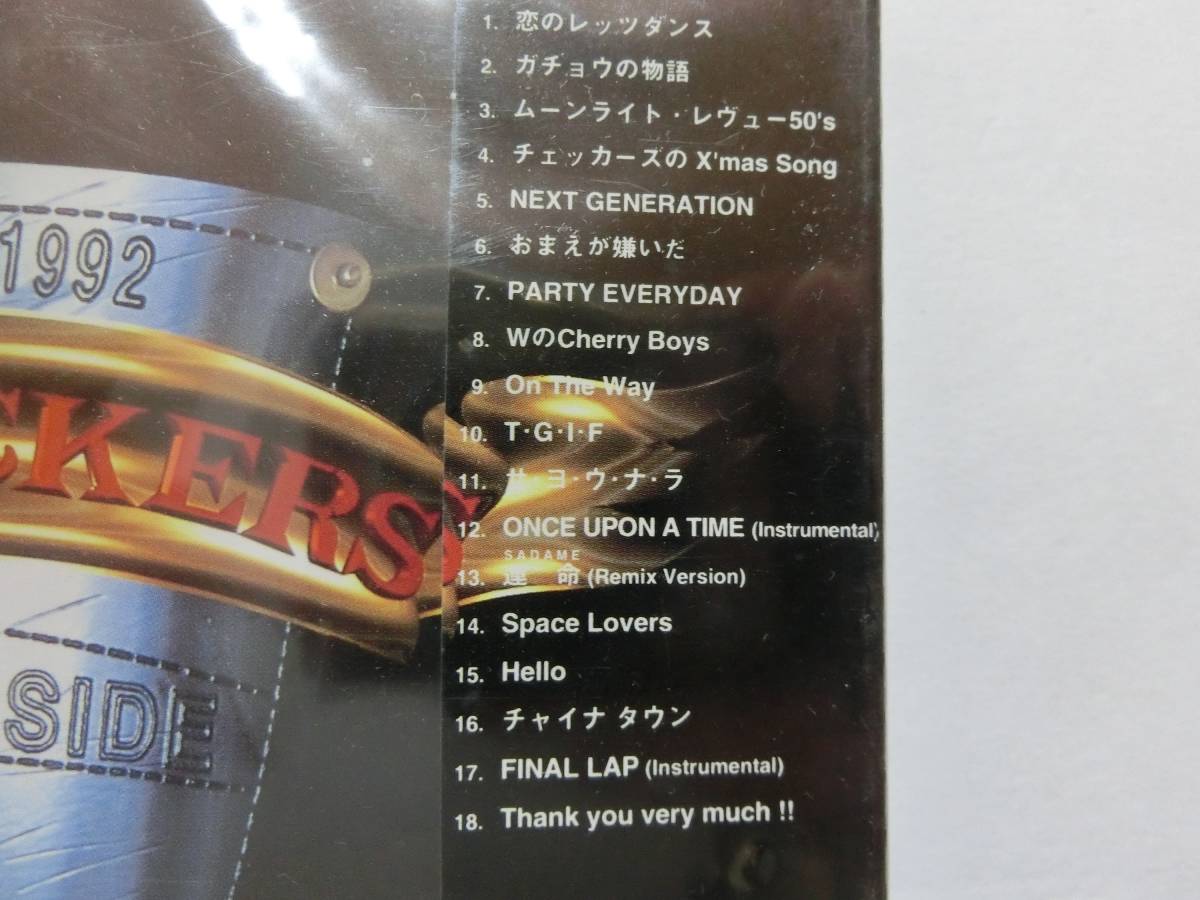 1. 恋のレッツダンス
2. ガチョウの物語
3. ムーンライト・レヴュー50's
4. チェッカーズの X'mas Song
5. NEXT GENERATION
6. おまえが嫌いだ
7. PARTY EVERYDAY
8. WのCherry Boys
9. On The Way
10. T・G・I・F
11. サ・ヨ・ウ・ナ・ラ
12. ONCE UPON A TIME (Instrumental)
SADAME
13. 運 命 (Remix Version)
14. Space Lovers
15. Hello
16. チャイナ タウン
17. FINAL LAP (Instrumental)
18. Thank you very much !!
1992
CKERS
SIDE